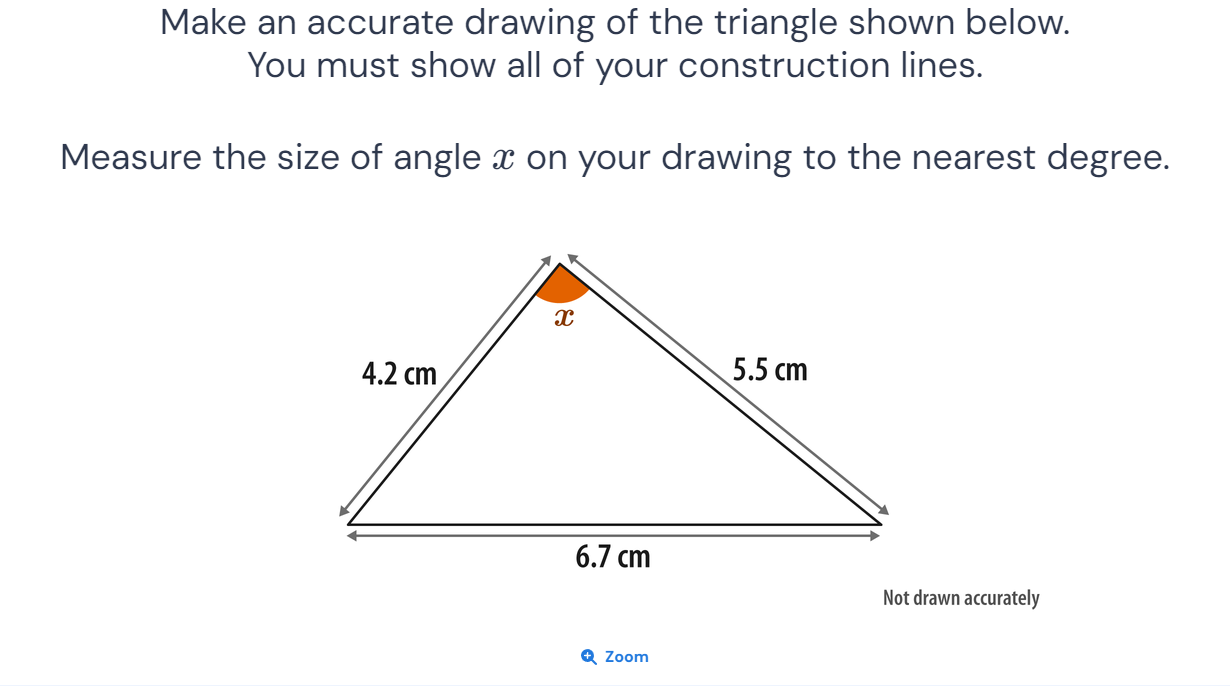 Make an accurate drawing of the triangle shown below.
You must show all of your construction lines.
Measure the size of angle x on your drawing to the nearest degree.
x
4.2 cm
5.5 cm
6.7 cm
Not drawn accurately
Zoom